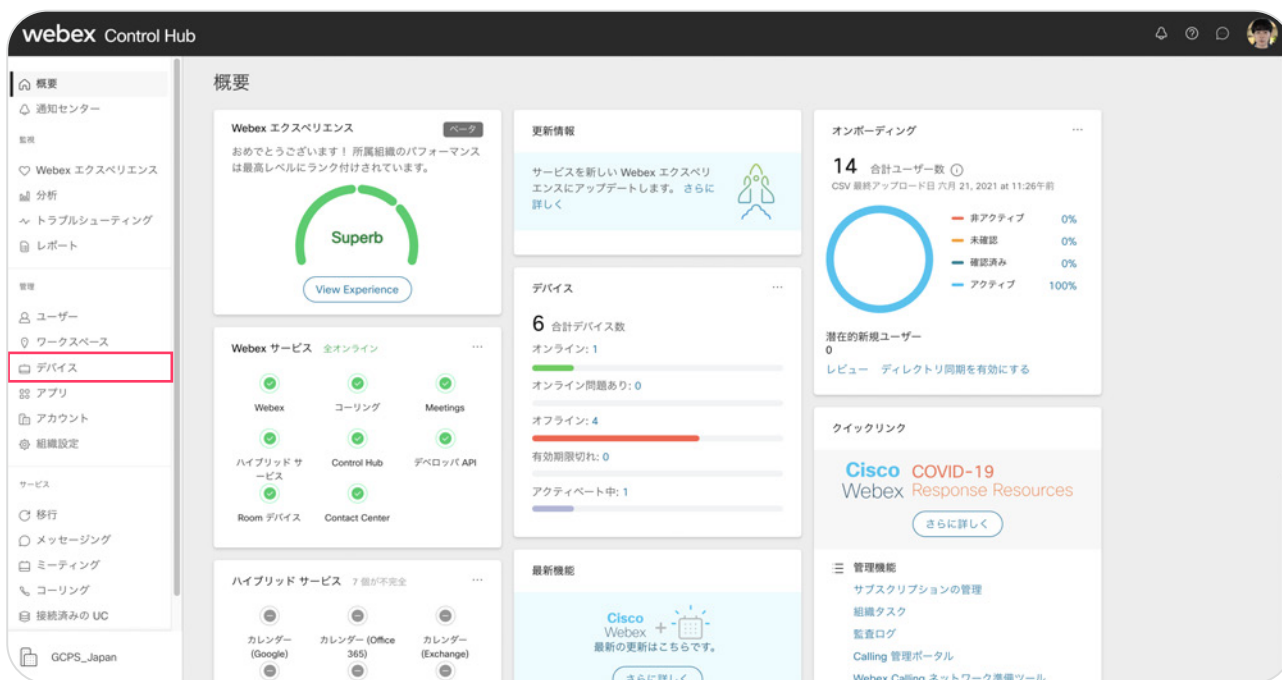 webex Control Hub
概要
通知センター
監視
Webex エクスペリエンス
分析
トラブルシューティング
レポート
管理
ユーザー
ワークスペース
デバイス
アプリ
アカウント
組織設定
サービス
移行
メッセージング
ミーティング
コーリング
接続済みの UC
GCPS_Japan
概要
Webex エクスペリエンス
ベータ
おめでとうございます！ 所属組織のパフォーマンス
は最高レベルにランク付けされています。
Superb
View Experience
Webex サービス 全オンライン
Webex
コーリング
Meetings
ハイブリッド サ
ービス
Control Hub
デベロッパ API
Room デバイス
Contact Center
ハイブリッド サービス 7 個が不完全
カレンダー
(Google)
カレンダー (Office
365)
カレンダー
(Exchange)
更新情報
サービスを新しい Webex エクスペリ
エンスにアップデートします。 さらに
詳しく
デバイス
6 合計デバイス数
オンライン: 1
オンライン問題あり: 0
オフライン: 4
有効期限切れ: 0
アクティベート中: 1
最新機能
Cisco
Webex +
最新の更新はこちらです。
さらに詳しく
オンボーディング
14 合計ユーザー数
CSV 最終アップロード日 六月 21, 2021 at 11:26午前
非アクティブ 0%
未確認 0%
確認済み 0%
アクティブ 100%
潜在的新規ユーザー
0
レビュー ディレクトリ同期を有効にする
クイックリンク
Cisco COVID-19
Webex Response Resources
さらに詳しく
管理機能
サブスクリプションの管理
組織タスク
監査ログ
Calling 管理ポータル
Webex Calling ネットワーク準備ツール